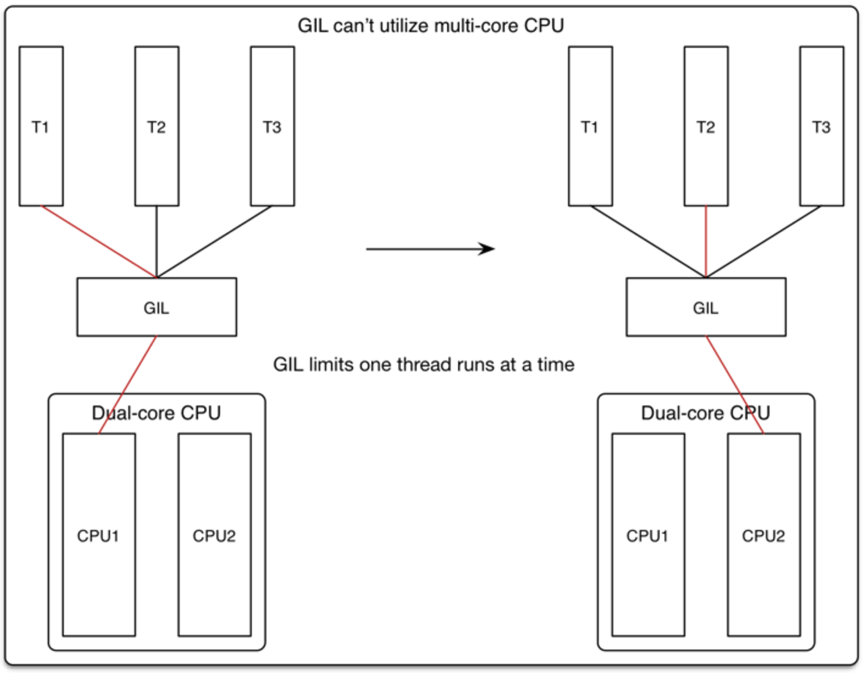 GIL can't utilize multi-core CPU
T1
T2
T3
T1
T2
T3
GIL
GIL
GIL limits one thread runs at a time
Dual-core CPU
Dual-core CPU
CPU1
CPU2
CPU1
CPU2